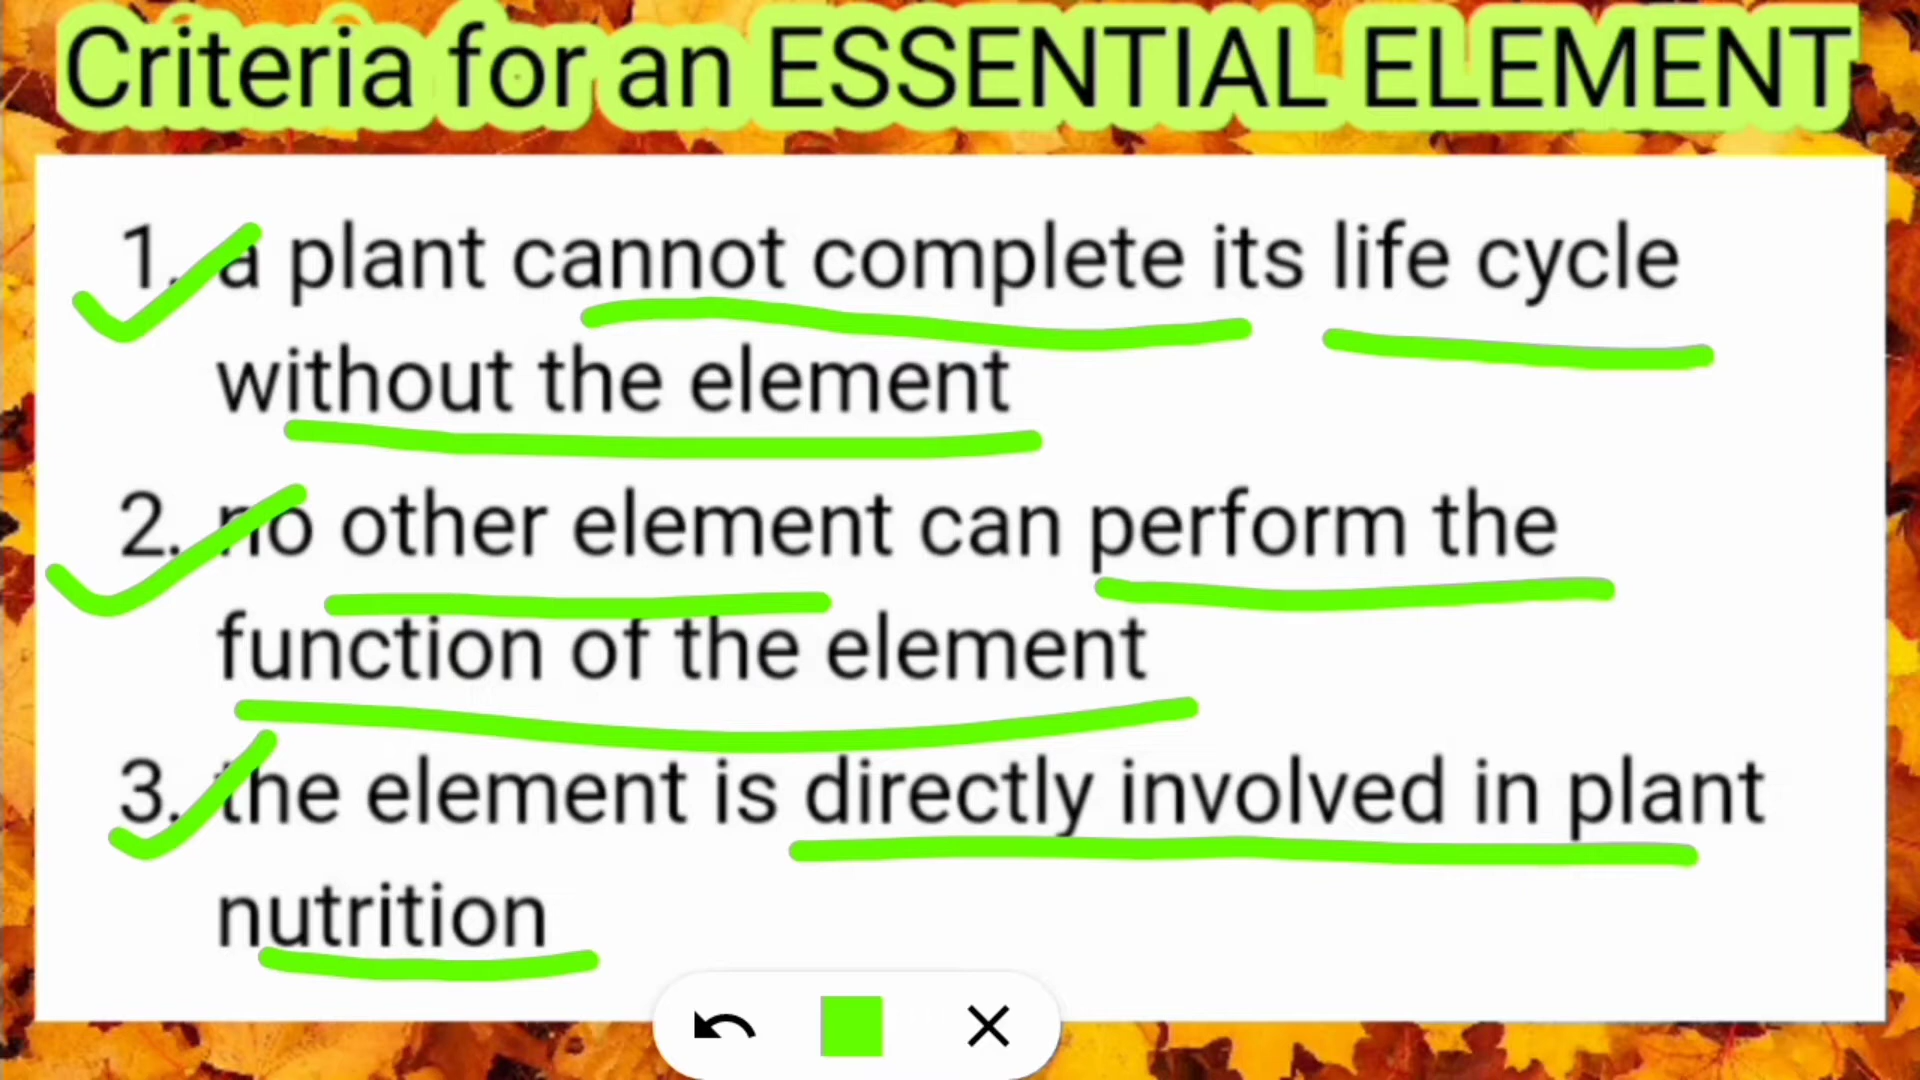 Criteria for an ESSENTIAL ELEMENT
1. a plant cannot complete its life cycle
without the element
2. no other element can perform the
function of the element
3. the element is directly involved in plant
nutrition